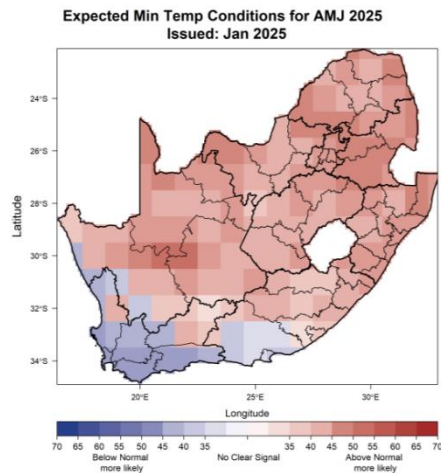 Expected Min Temp Conditions for AMJ 2025
Issued: Jan 2025
24°S
26°S
28°S
30°S
32°S
34°S
Latitude
20°E
25°E
30°E
Longitude
70 65 60 55 50 45 40 35 35 40 45 50 55 60 65 70
Below Normal No Clear Signal Above Normal
more likely more likely